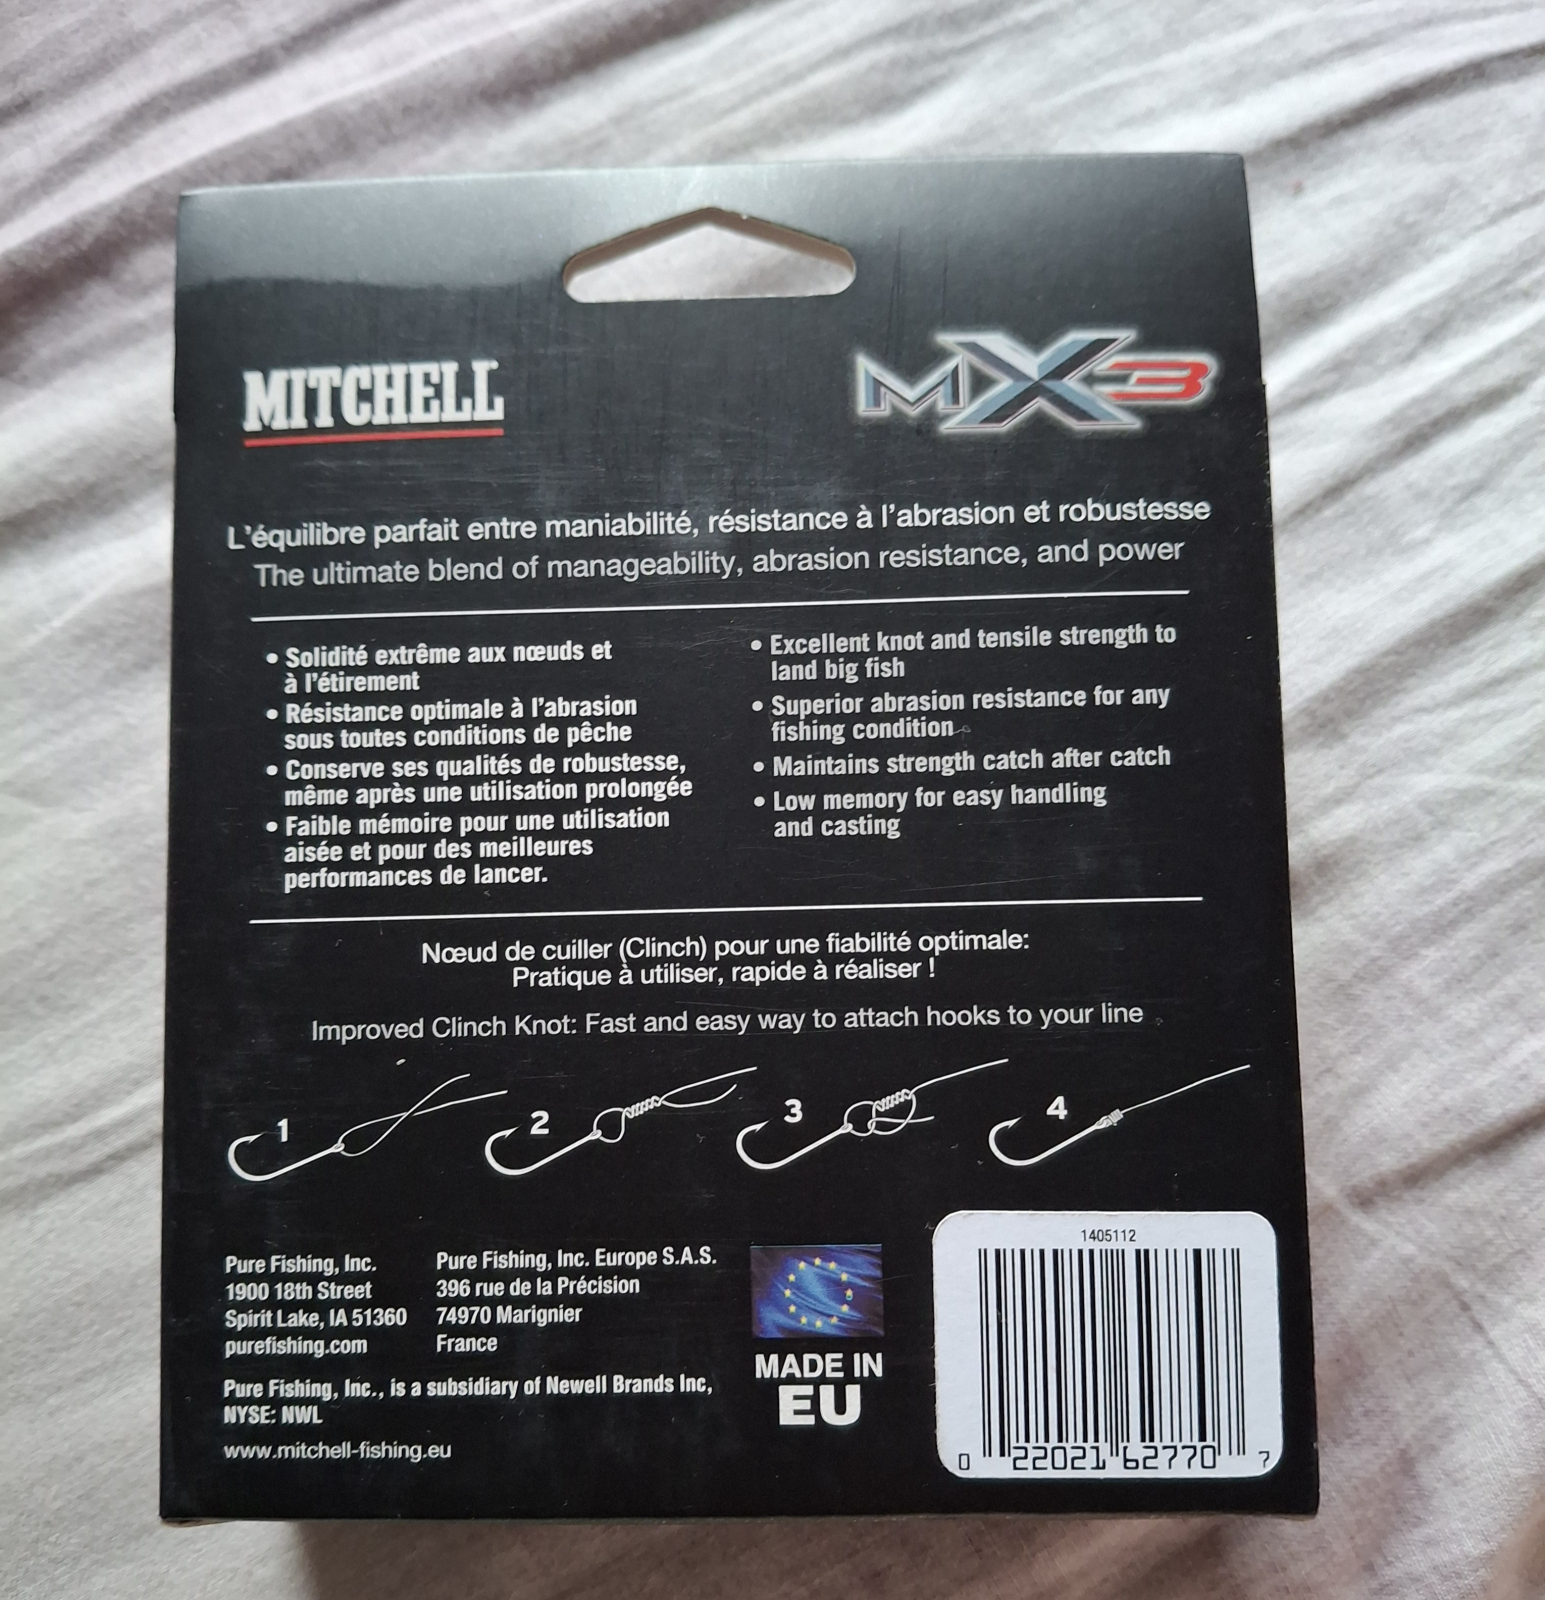 MITCHELL
MX3
L'équilibre parfait entre maniabilité, résistance à l'abrasion et robustesse
The ultimate blend of manageability, abrasion resistance, and power
• Solidité extrême aux nœuds et
à l'étirement
• Résistance optimale à l'abrasion
sous toutes conditions de pêche
• Conserve ses qualités de robustesse,
même après une utilisation prolongée
• Faible mémoire pour une utilisation
aisée et pour des meilleures
performances de lancer.
• Excellent knot and tensile strength to
land big fish
• Superior abrasion resistance for any
fishing condition
• Maintains strength catch after catch
• Low memory for easy handling
and casting
Nœud de cuiller (Clinch) pour une fiabilité optimale:
Pratique à utiliser, rapide à réaliser !
Improved Clinch Knot: Fast and easy way to attach hooks to your line
1
2
3
4
Pure Fishing, Inc.
1900 18th Street
Spirit Lake, IA 51360
purefishing.com
Pure Fishing, Inc. Europe S.A.S.
396 rue de la Précision
74970 Marignier
France
Pure Fishing, Inc., is a subsidiary of Newell Brands Inc,
NYSE: NWL
www.mitchell-fishing.eu
MADE IN
EU
1405112
0 22021 62770 7